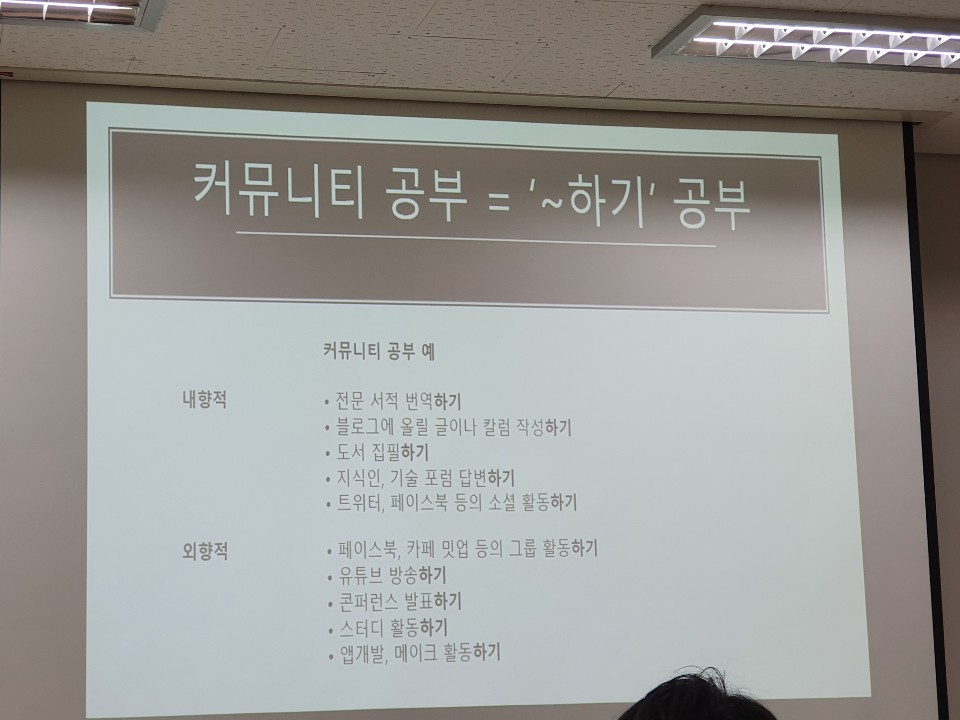 커뮤니티 공부 = '~하기' 공부
커뮤니티 공부 예
내향적
• 전문 서적 번역하기
• 블로그에 올릴 글이나 칼럼 작성하기
• 도서 집필하기
• 지식인, 기술 포럼 답변하기
• 트위터, 페이스북 등의 소셜 활동하기
외향적
• 페이스북, 카페 밋업 등의 그룹 활동하기
• 유튜브 방송하기
• 콘퍼런스 발표하기
• 스터디 활동하기
• 앱개발, 메이크 활동하기